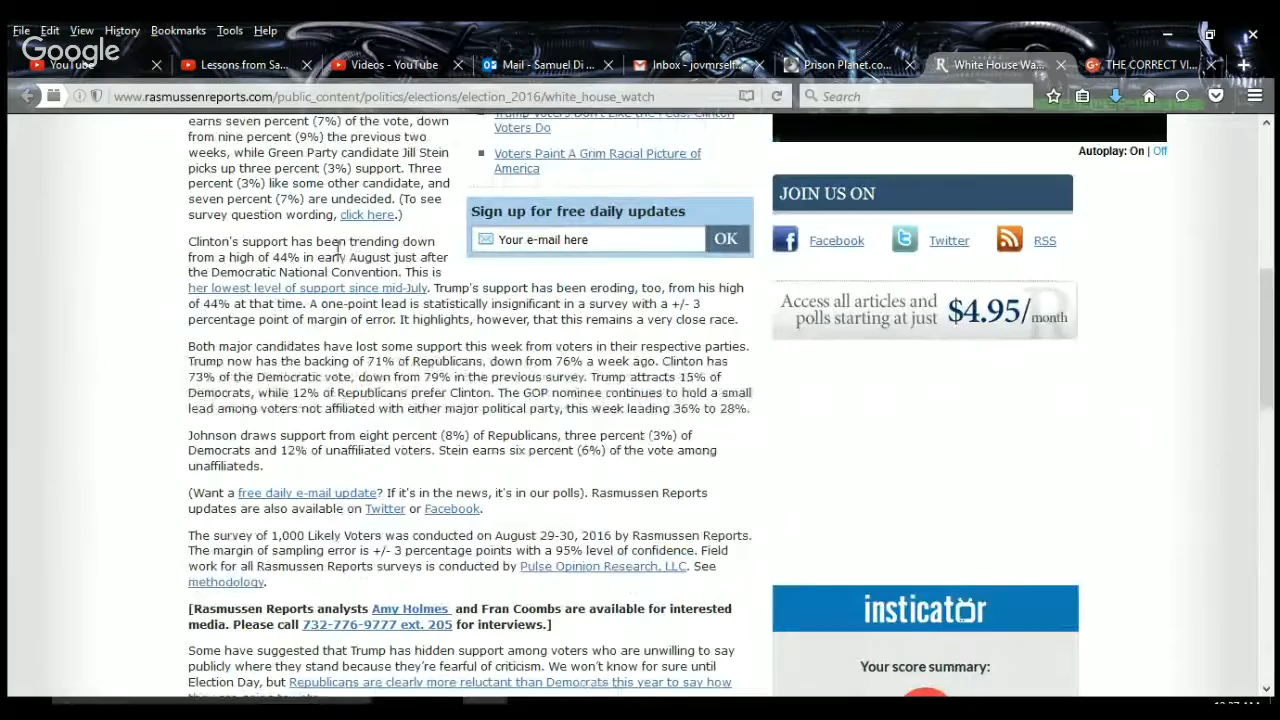 File Edit View History Bookmarks Tools Help
Google
YouTube
Lessons from Sa...
Videos - YouTube
Mail - Samuel Di ...
Inbox - jovmrself...
Prison Planet.co...
White House Wa...
THE CORRECT VI...
www.rasmussenreports.com/public_content/politics/elections/election_2016/white_house_watch
Search
earns seven percent (7%) of the vote, down
from nine percent (9%) the previous two
weeks, while Green Party candidate Jill Stein
picks up three percent (3%) support. Three
percent (3%) like some other candidate, and
seven percent (7%) are undecided. (To see
survey question wording, click here.)
Clinton's support has been trending down
from a high of 44% in early August just after
the Democratic National Convention. This is
her lowest level of support since mid-July. Trump's support has been eroding, too, from his high
of 44% at that time. A one-point lead is statistically insignificant in a survey with a +/- 3
percentage point of margin of error. It highlights, however, that this remains a very close race.
Both major candidates have lost some support this week from voters in their respective parties.
Trump now has the backing of 71% of Republicans, down from 76% a week ago. Clinton has
73% of the Democratic vote, down from 79% in the previous survey. Trump attracts 15% of
Democrats, while 12% of Republicans prefer Clinton. The GOP nominee continues to hold a small
lead among voters not affiliated with either major political party, this week leading 36% to 28%.
Johnson draws support from eight percent (8%) of Republicans, three percent (3%) of
Democrats and 12% of unaffiliated voters. Stein earns six percent (6%) of the vote among
unaffiliateds.
(Want a free daily e-mail update? If it's in the news, it's in our polls). Rasmussen Reports
updates are also available on Twitter or Facebook.
The survey of 1,000 Likely Voters was conducted on August 29-30, 2016 by Rasmussen Reports.
The margin of sampling error is +/- 3 percentage points with a 95% level of confidence. Field
work for all Rasmussen Reports surveys is conducted by Pulse Opinion Research, LLC. See
methodology.
[Rasmussen Reports analysts Amy Holmes and Fran Coombs are available for interested
media. Please call 732-776-9777 ext. 205 for interviews.]
Some have suggested that Trump has hidden support among voters who are unwilling to say
publicly where they stand because they're fearful of criticism. We won't know for sure until
Election Day, but Republicans are clearly more reluctant than Democrats this year to say how
Trump Voters Don't Like the Feds, Clinton
Voters Do
Voters Paint A Grim Racial Picture of
America
Sign up for free daily updates
Your e-mail here
OK
Autoplay: On | Off
JOIN US ON
Facebook
Twitter
RSS
Access all articles and
polls starting at just
$4.95/month
insticator
Your score summary: